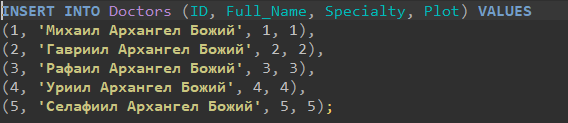 INSERT INTO Doctors (ID, Full_Name, Specialty, Plot) VALUES
(1, 'Михаил Архангел Божий', 1, 1),
(2, 'Гавриил Архангел Божий', 2, 2),
(3, 'Рафаил Архангел Божий', 3, 3),
(4, 'Уриил Архангел Божий', 4, 4),
(5, 'Селафиил Архангел Божий', 5, 5);